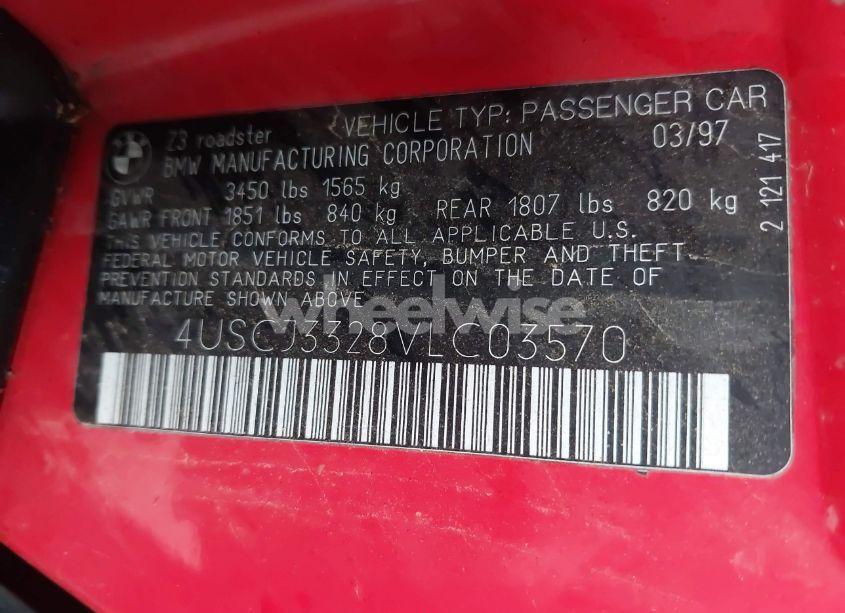 Z3 roadster VEHICLE TYP: PASSENGER CAR
BMW MANUFACTURING CORPORATION 03/97
GVWR 3450 lbs 1565 kg
GAWR FRONT 1851 lbs 840 kg REAR 1807 lbs 820 kg
THIS VEHICLE CONFORMS TO ALL APPLICABLE U.S.
FEDERAL MOTOR VEHICLE SAFETY, BUMPER AND THEFT
PREVENTION STANDARDS IN EFFECT ON THE DATE OF
MANUFACTURE SHOWN ABOVE
4USCJ3328VLC03570
2 121 417
wheelwise